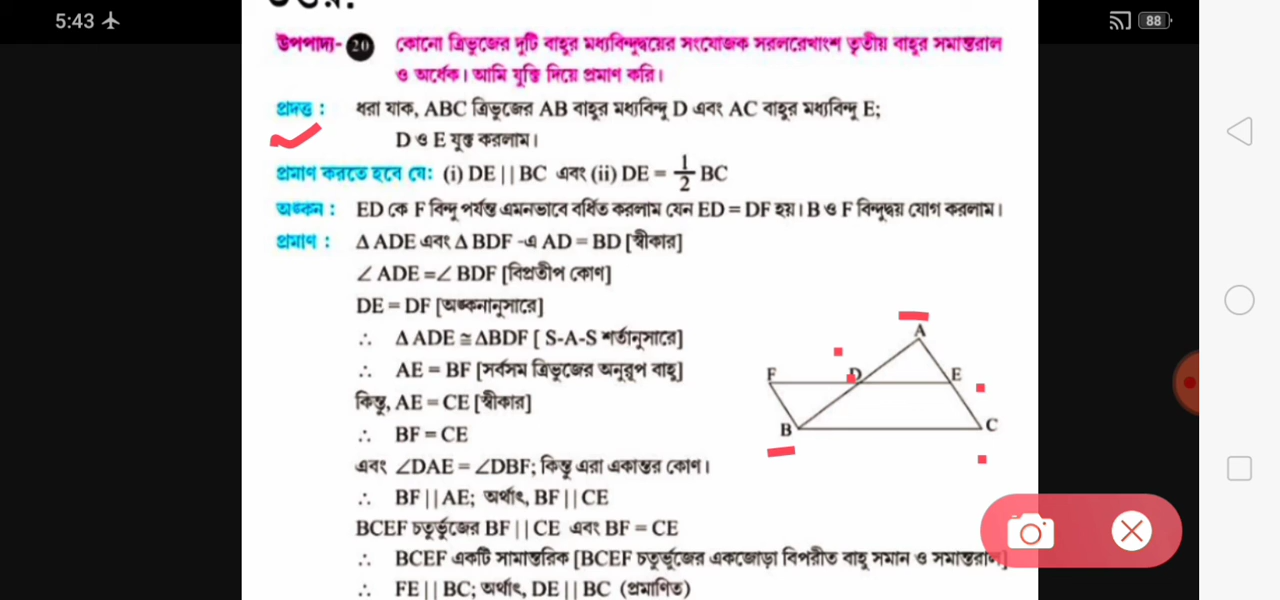 5:43
88
উপপাদ্য- 20 কোনো ত্রিভুজের দুটি বাহুর মধ্যবিন্দুদ্বয়ের সংযোজক সরলরেখাংশ তৃতীয় বাহুর সমান্তরাল
ও অর্ধেক। আমি যুক্তি দিয়ে প্রমাণ করি।
প্রদত্ত : ধরা যাক, ABC ত্রিভুজের AB বাহুর মধ্যবিন্দু D এবং AC বাহুর মধ্যবিন্দু E;
D ও E যুক্ত করলাম।
প্রমাণ করতে হবে যে: (i) DE || BC এবং (ii) DE = 1/2 BC
অঙ্কন : ED কে F বিন্দু পর্যন্ত এমনভাবে বর্ধিত করলাম যেন ED = DF হয়। B ও F বিন্দুদ্বয় যোগ করলাম।
প্রমাণ : Δ ADE এবং Δ BDF -এ AD = BD [স্বীকার]
∠ ADE =∠ BDF [বিপ্রতীপ কোণ]
DE = DF [অঙ্কনানুসারে]
∴ Δ ADE ≅ ΔBDF [ S-A-S শর্তানুসারে]
∴ AE = BF [সর্বসম ত্রিভুজের অনুরূপ বাহু]
কিন্তু, AE = CE [স্বীকার]
∴ BF = CE
এবং ∠DAE = ∠DBF; কিন্তু এরা একান্তর কোণ।
∴ BF || AE; অর্থাৎ, BF || CE
BCEF চতুর্ভুজের BF || CE এবং BF = CE
∴ BCEF একটি সামান্তরিক [BCEF চতুর্ভুজের একজোড়া বিপরীত বাহু সমান ও সমান্তরাল]
∴ FE || BC; অর্থাৎ, DE || BC (প্রমাণিত)
A
F D E
B C